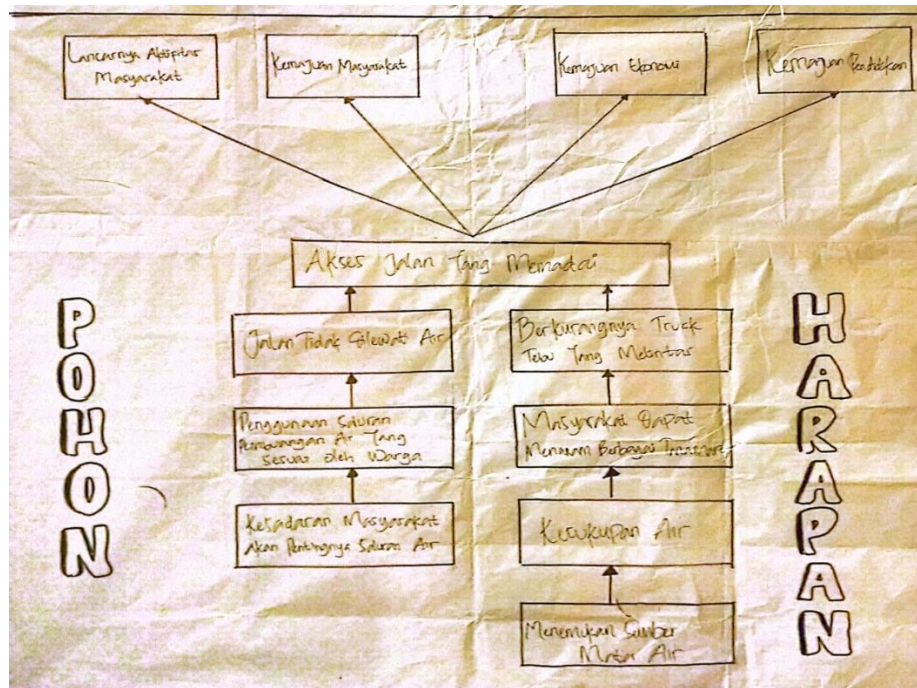 Lancarnya Aktifitas
Masyarakat
Kemajuan Masyarakat
Kemajuan Ekonomi
Kemajuan Pendidikan
Akses Jalan Yang Memadai
POHON
HARAPAN
Jalan Tidak Dilewati Air
Penggunaan Saluran
Pembuangan Air Yang
Sesuai oleh Warga
Kesadaran Masyarakat
Akan Pentingnya Saluran Air
Berkurangnya Truck
Tebu Yang Melintas
Masyarakat Dapat
Menanam Berbagai Tanaman
Kecukupan Air
Menemukan Sumber
Mata Air